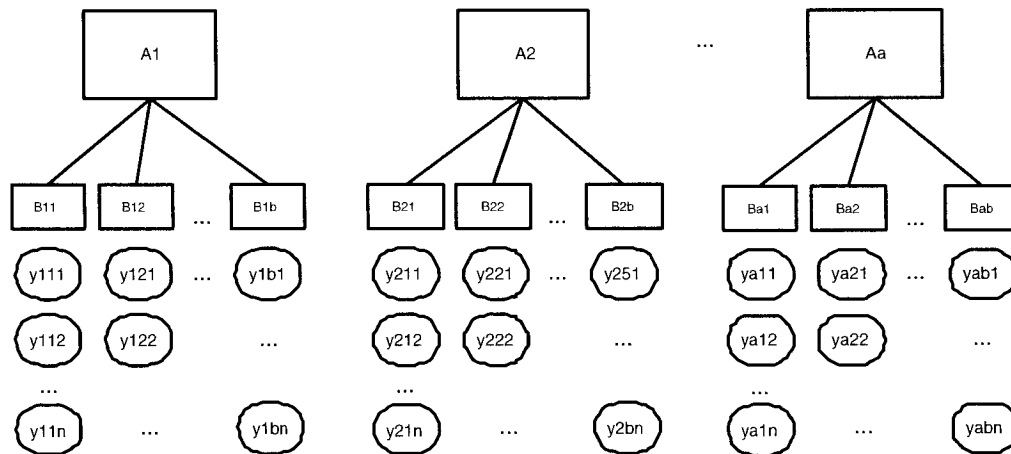 A1 A2 ... Aa
B11 B12 ... B1b B21 B22 ... B2b Ba1 Ba2 ... Bab
y111 y121 ... y1b1 y211 y221 ... y251 ya11 ya21 ... yab1
y112 y122 ... y212 y222 ... ya12 ya22 ...
... ... ...
y11n ... y1bn y21n ... y2bn ya1n ... yabn